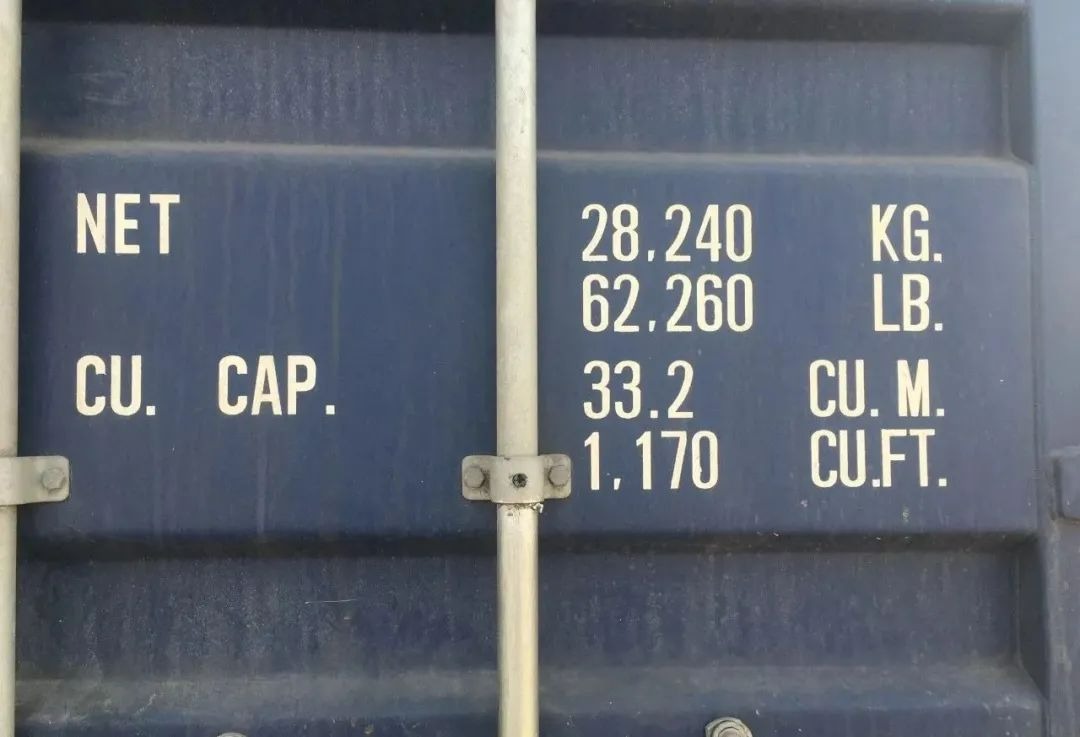 NET 28,240 KG.
62,260 LB.
CU. CAP. 33.2 CU. M.
1,170 CU.FT.